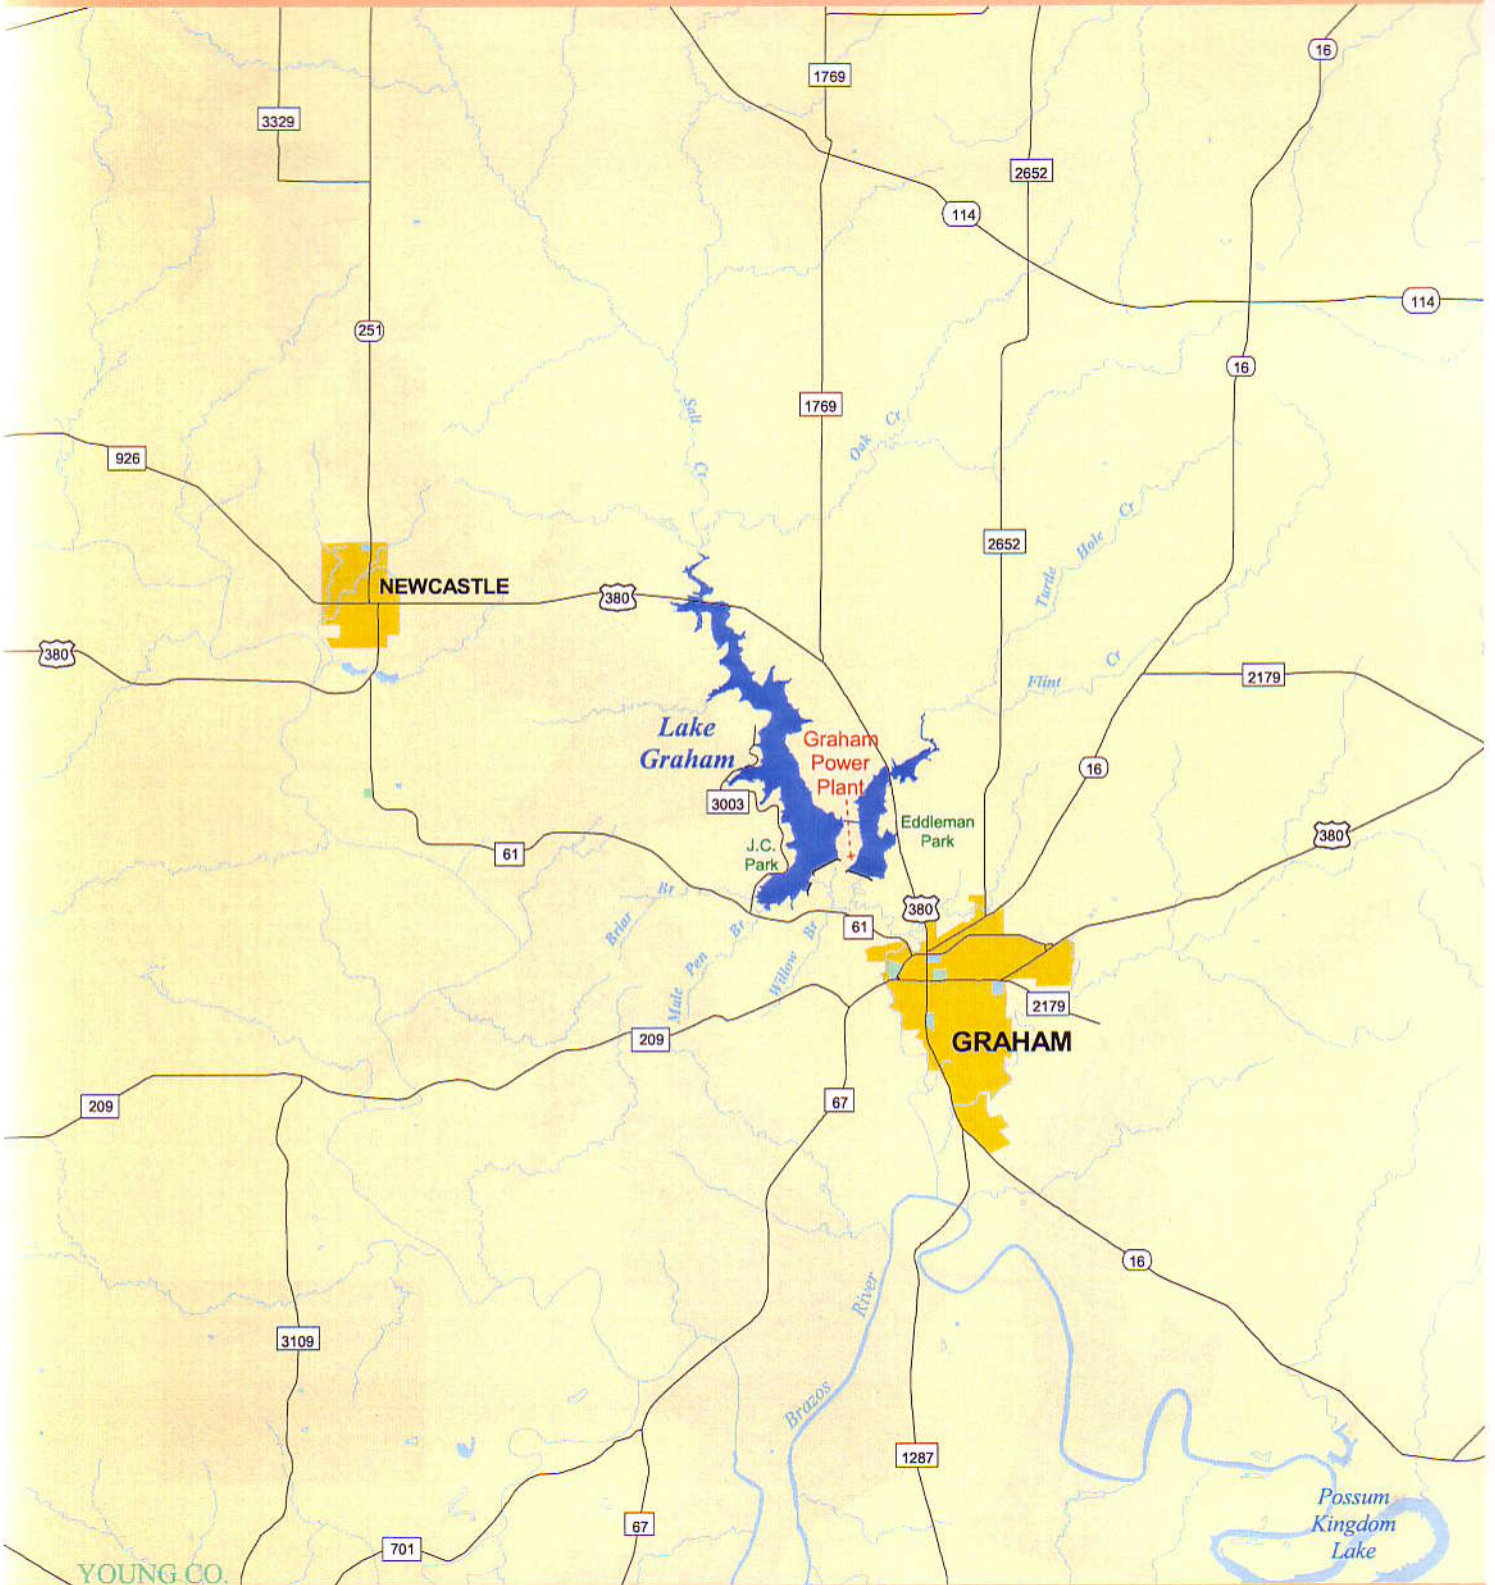 16
1769
3329
2652
114
114
251
16
1769
Salt
Cr
Oak
Cr
926
Turtle
Hole
Cr
2652
NEWCASTLE
380
380
Flint
Cr
2179
Lake
Graham
Graham
Power
Plant
16
3003
Eddleman
Park
J.C.
Park
380
61
Briar
Br
380
61
Mule
Pen
Br
Willow
Br
2179
GRAHAM
209
209
67
16
Brazos
River
3109
1287
Possum
Kingdom
Lake
67
701
YOUNG CO.